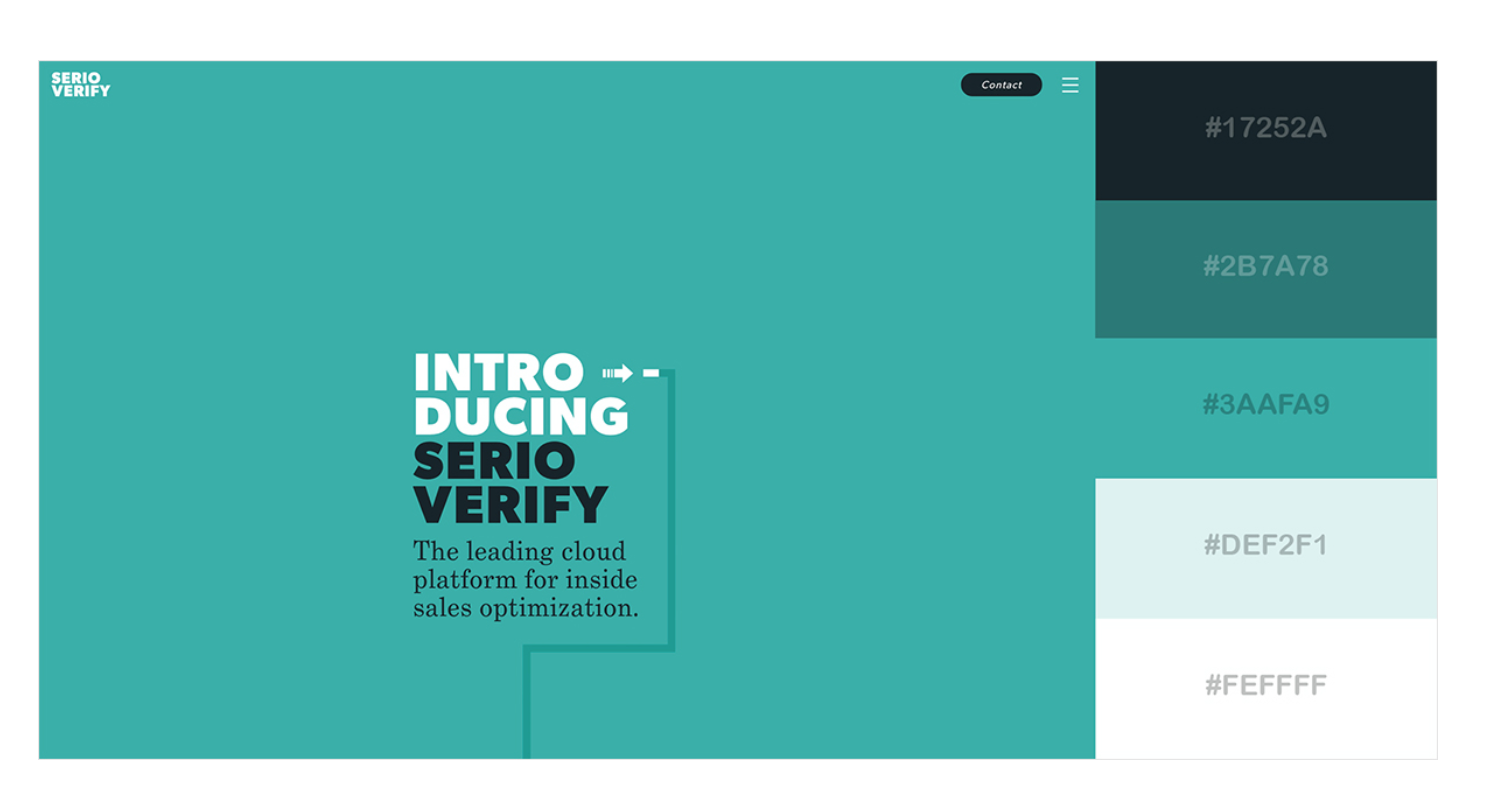 SERIO
VERIFY
Contact
INTRO
DUCING
SERIO
VERIFY
The leading cloud
platform for inside
sales optimization.
#17252A
#2B7A78
#3AAFA9
#DEF2F1
#FEFFFF